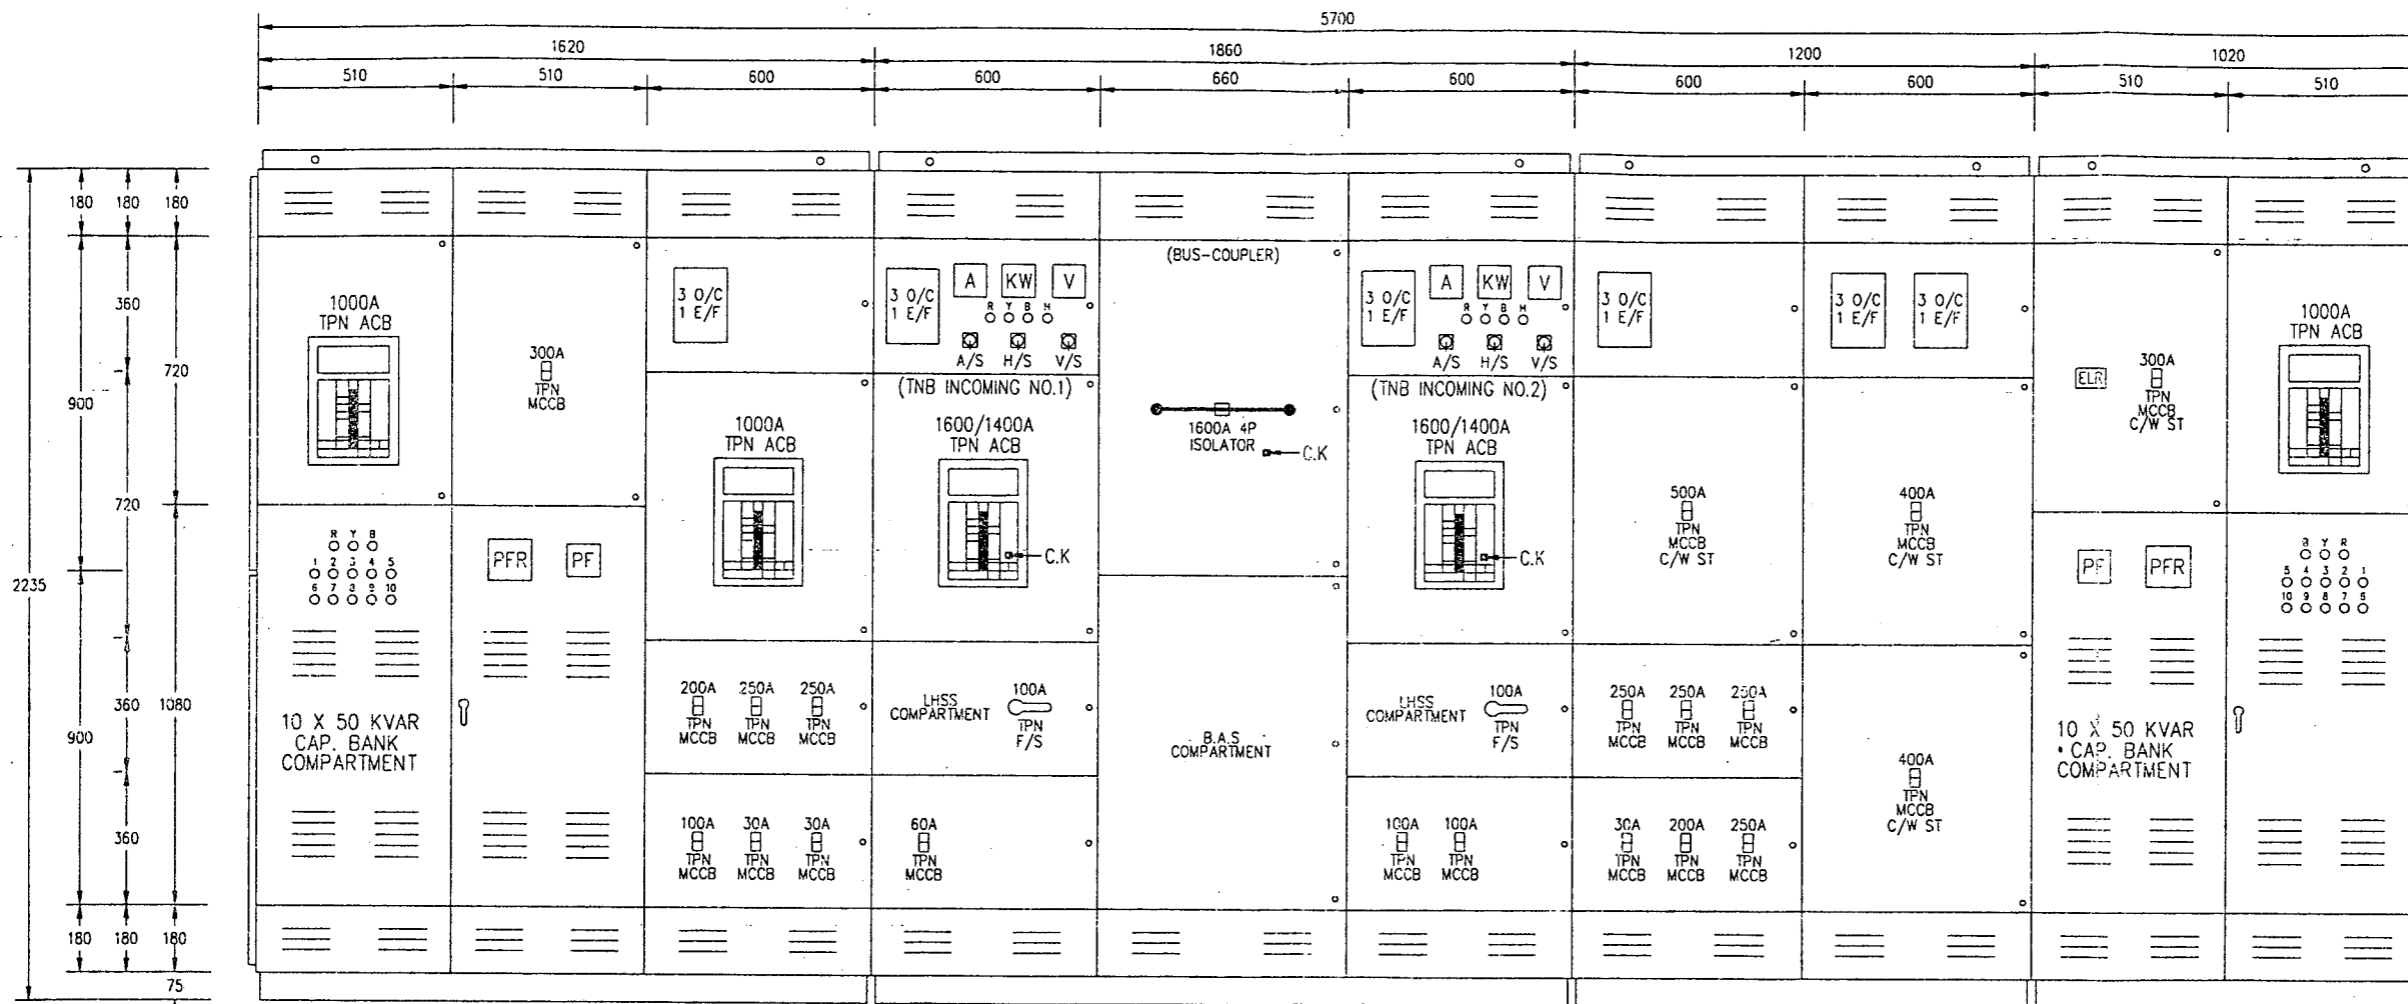 5700
1620 1860 1200 1020
510 510 600 600 660 600 600 600 510 510
180 180 180
360
900
720
720
2235
900
360
1080
360
180 180 180
75
1000A
TPN ACB
R Y B
1 2 3 4 5
6 7 8 9 10
10 X 50 KVAR
CAP. BANK
COMPARTMENT
300A
TPN
MCCB
PFR PF
3 O/C
1 E/F
1000A
TPN ACB
200A 250A 250A
TPN TPN TPN
MCCB MCCB MCCB
100A 30A 30A
TPN TPN TPN
MCCB MCCB MCCB
3 O/C
1 E/F
A KW V
R Y B H
A/S H/S V/S
(TNB INCOMING NO.1)
1600/1400A
TPN ACB
C.K
LHSS
COMPARTMENT
100A
TPN
F/S
60A
TPN
MCCB
(BUS-COUPLER)
1600A 4P
ISOLATOR
C.K
B.A.S
COMPARTMENT
3 O/C
1 E/F
A KW V
R Y B H
A/S H/S V/S
(TNB INCOMING NO.2)
1600/1400A
TPN ACB
C.K
LHSS
COMPARTMENT
100A
TPN
F/S
100A 100A
TPN TPN
MCCB MCCB
3 O/C
1 E/F
500A
TPN
MCCB
C/W ST
250A 250A 250A
TPN TPN TPN
MCCB MCCB MCCB
30A 200A 250A
TPN TPN TPN
MCCB MCCB MCCB
3 O/C 3 O/C
1 E/F 1 E/F
400A
TPN
MCCB
C/W ST
400A
TPN
MCCB
C/W ST
ELR
300A
TPN
MCCB
C/W ST
PF PFR
10 X 50 KVAR
CAP. BANK
COMPARTMENT
1000A
TPN ACB
B Y R
5 4 3 2 1
10 9 8 7 6